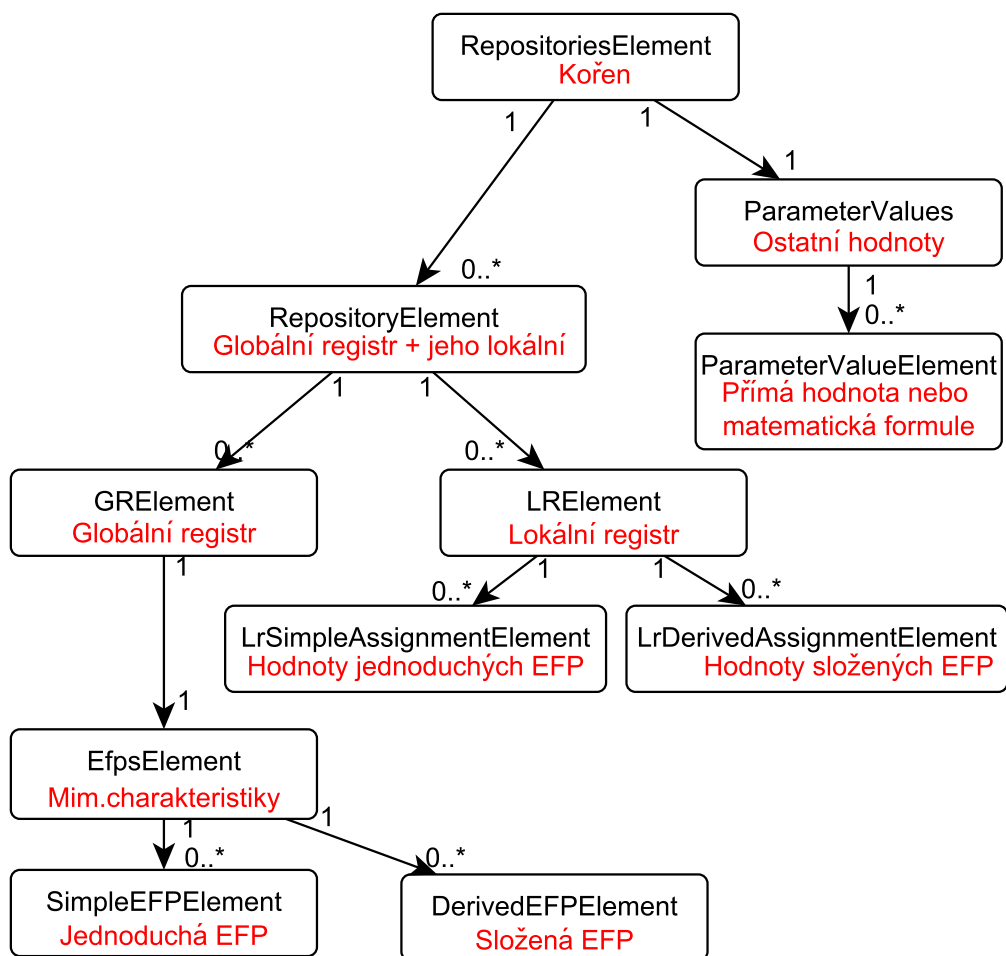 RepositoriesElement
Kořen
1
1
1
ParameterValues
Ostatní hodnoty
0..*
1
0..*
RepositoryElement
Globální registr + jeho lokální
ParameterValueElement
Přímá hodnota nebo
matematická formule
1
1
0..*
0..*
GRElement
Globální registr
LRElement
Lokální registr
1
1
1
0..*
0..*
LrSimpleAssignmentElement
Hodnoty jednoduchých EFP
LrDerivedAssignmentElement
Hodnoty složených EFP
1
EfpsElement
Mim.charakteristiky
1
1
0..*
0..*
SimpleEFPElement
Jednoduchá EFP
DerivedEFPElement
Složená EFP